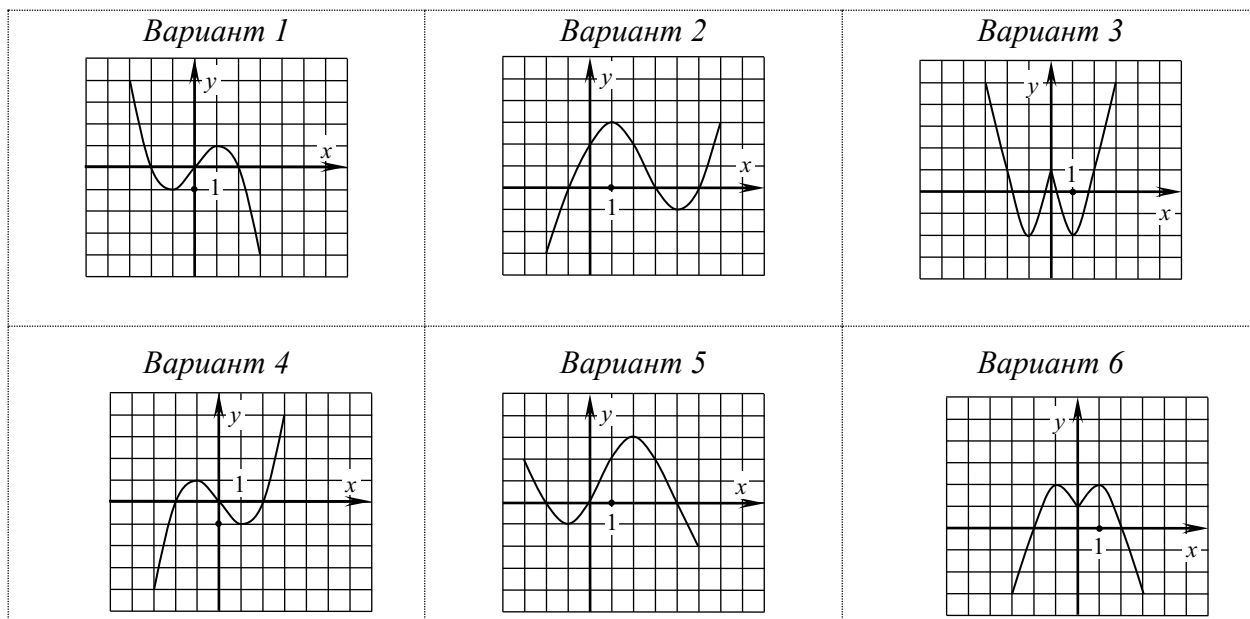 Вариант 1
y
x
1
Вариант 2
y
x
1
Вариант 3
y
1
x
Вариант 4
y
1
x
Вариант 5
y
x
1
Вариант 6
y
1
x